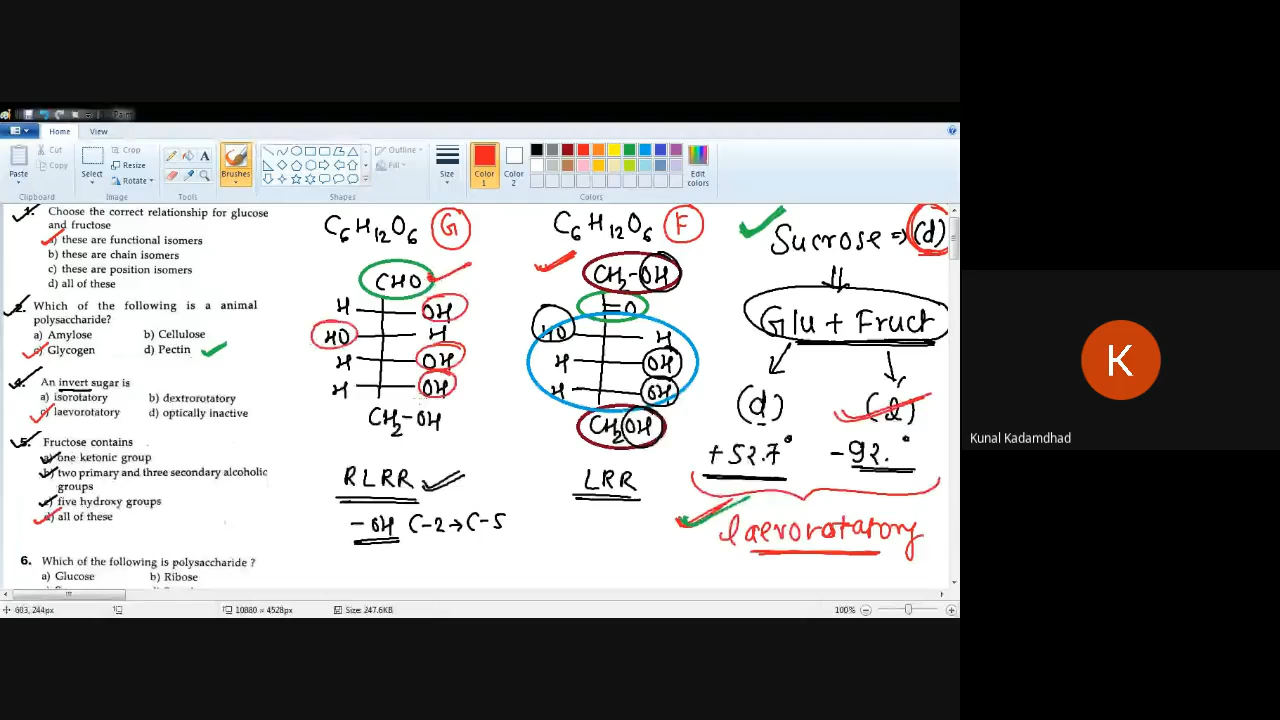 Paint
Home View
Cut
Copy
Paste
Clipboard
Crop
Resize
Rotate
Select
Image
Tools
Brushes
Outline
Fill
Shapes
Size
Color 1
Color 2
Edit colors
Colors
1. Choose the correct relationship for glucose
and fructose
a) these are functional isomers
b) these are chain isomers
c) these are position isomers
d) all of these
Which of the following is a animal
polysaccharide?
a) Amylose b) Cellulose
c) Glycogen d) Pectin
4. An invert sugar is
a) isorotatory b) dextrorotatory
c) laevorotatory d) optically inactive
5. Fructose contains
a) one ketonic group
b) two primary and three secondary alcoholic
groups
c) five hydroxy groups
d) all of these
6. Which of the following is polysaccharide ?
a) Glucose b) Ribose
C₆H₁₂O₆ G
CHO
H OH
HO H
H OH
H OH
CH₂-OH
RLRR
-OH C-2→C-5
C₆H₁₂O₆ F
CH₂-OH
=O
HO H
H OH
H OH
CH₂OH
LRR
Sucrose ⇒ (d)
⇓
Glu + Fruct
(d) (l)
+52.7° -92.°
laevorotatory
603, 244px
10880 × 4528px
Size: 247.6KB
100%
K
Kunal Kadamdhad